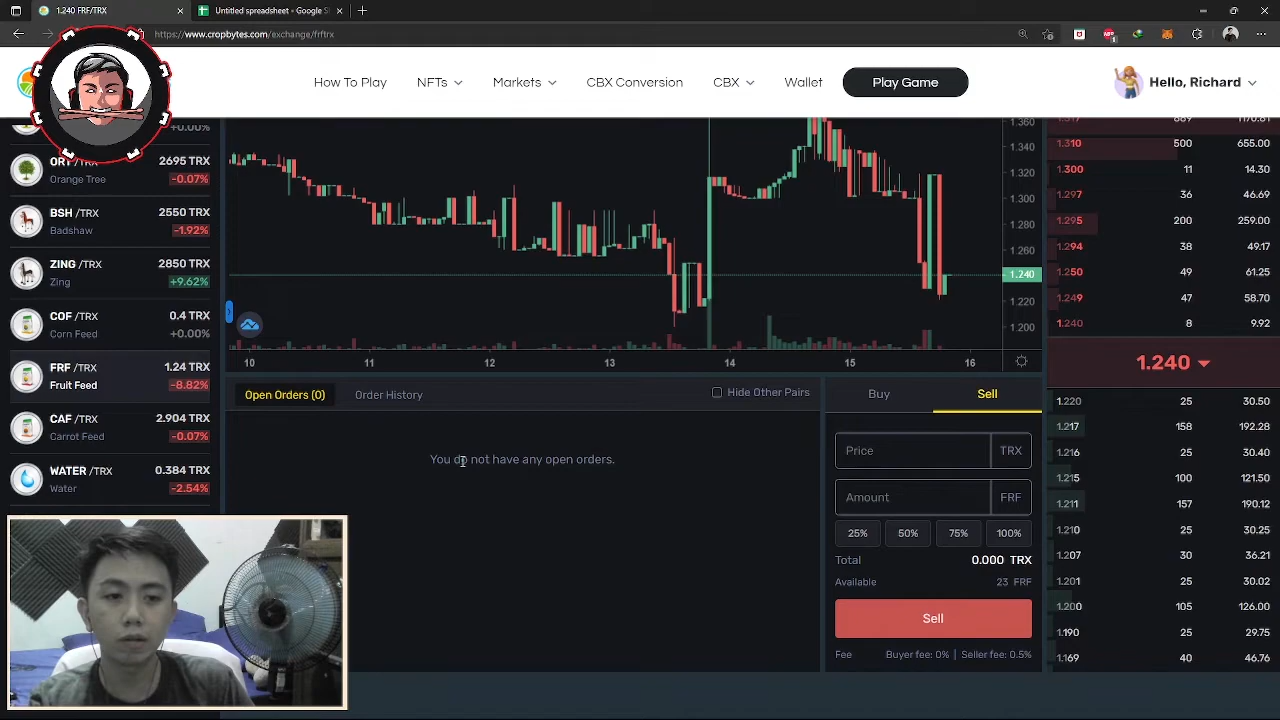 1.240 FRF/TRX
Untitled spreadsheet - Google S
https://www.cropbytes.com/exchange/frftrx
How To Play
NFTs
Markets
CBX Conversion
CBX
Wallet
Play Game
Hello, Richard
+0.00%
ORT/TRX 2695 TRX
Orange Tree -0.07%
BSH /TRX 2550 TRX
Badshaw -1.92%
ZING /TRX 2850 TRX
Zing +9.62%
COF /TRX 0.4 TRX
Corn Feed +0.00%
FRF /TRX 1.24 TRX
Fruit Feed -8.82%
CAF /TRX 2.904 TRX
Carrot Feed -0.07%
WATER /TRX 0.384 TRX
Water -2.54%
1.360
1.340
1.320
1.300
1.280
1.260
1.240
1.220
1.200
10 11 12 13 14 15 16
Open Orders (0)
Order History
Hide Other Pairs
You do not have any open orders.
Buy
Sell
Price TRX
Amount FRF
25% 50% 75% 100%
Total 0.000 TRX
Available 23 FRF
Sell
Fee Buyer fee: 0% | Seller fee: 0.5%
1.317 889 1170.81
1.310 500 655.00
1.300 11 14.30
1.297 36 46.69
1.295 200 259.00
1.294 38 49.17
1.250 49 61.25
1.249 47 58.70
1.240 8 9.92
1.240
1.220 25 30.50
1.217 158 192.28
1.216 25 30.40
1.215 100 121.50
1.211 157 190.12
1.210 25 30.25
1.207 30 36.21
1.201 25 30.02
1.200 105 126.00
1.190 25 29.75
1.169 40 46.76